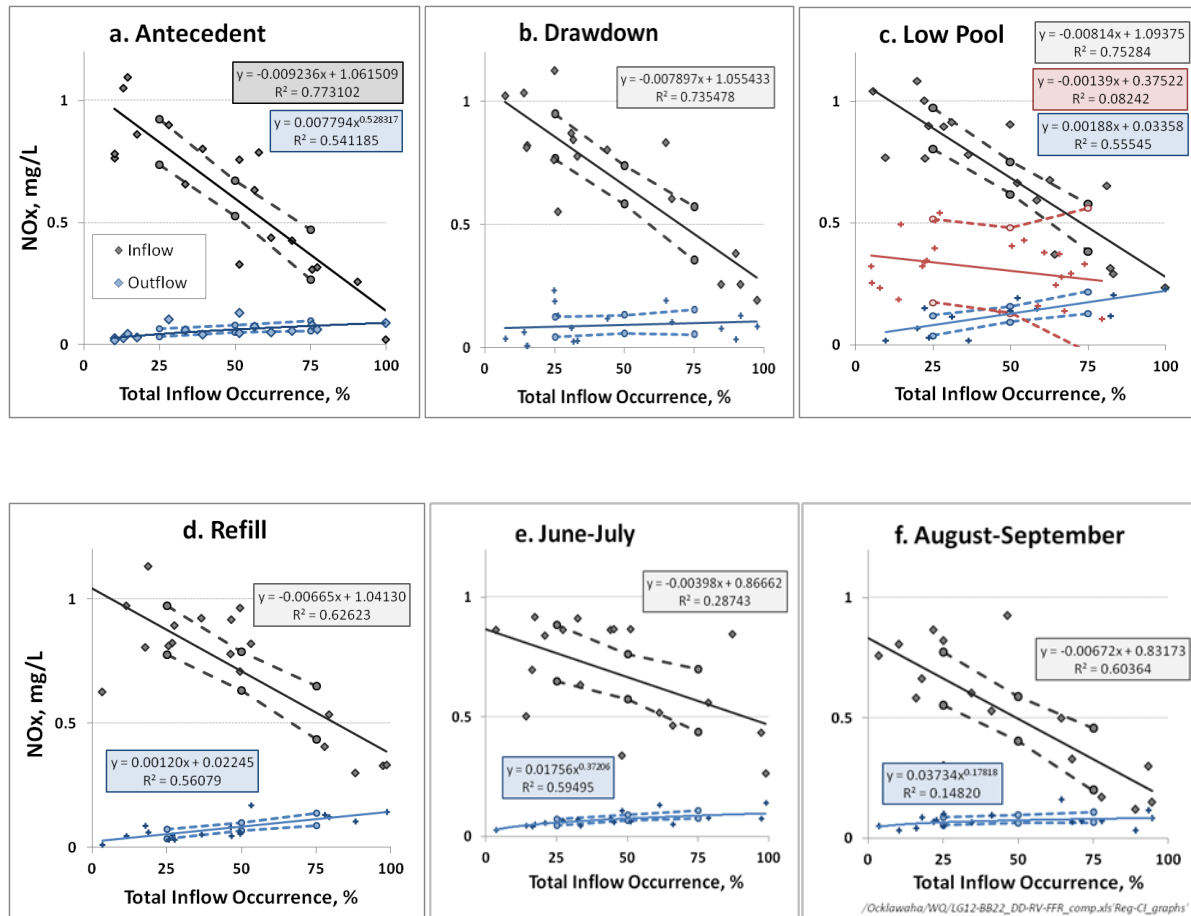 a. Antecedent
y = -0.009236x + 1.061509
R² = 0.773102
y = 0.007794x^0.528317
R² = 0.541185
NOx, mg/L
1
0.5
0
Inflow
Outflow
0 25 50 75 100
Total Inflow Occurrence, %
b. Drawdown
y = -0.007897x + 1.055433
R² = 0.735478
1
0.5
0
0 25 50 75 100
Total Inflow Occurrence, %
c. Low Pool
y = -0.00814x + 1.09375
R² = 0.75284
y = -0.00139x + 0.37522
R² = 0.08242
y = 0.00188x + 0.03358
R² = 0.55545
1
0.5
0
0 25 50 75 100
Total Inflow Occurrence, %
d. Refill
y = -0.00665x + 1.04130
R² = 0.62623
y = 0.00120x + 0.02245
R² = 0.56079
NOx, mg/L
1
0.5
0
0 25 50 75 100
Total Inflow Occurrence, %
e. June-July
y = -0.00398x + 0.86662
R² = 0.28743
y = 0.01756x^0.37206
R² = 0.59495
1
0.5
0
0 25 50 75 100
Total Inflow Occurrence, %
f. August-September
y = -0.00672x + 0.83173
R² = 0.60364
y = 0.03734x^0.17818
R² = 0.14820
1
0.5
0
0 25 50 75 100
Total Inflow Occurrence, %
/Ocklawaha/WQ/LG12-BB22_DD-RV-FFR_comp.xls'Reg-CI_graphs'